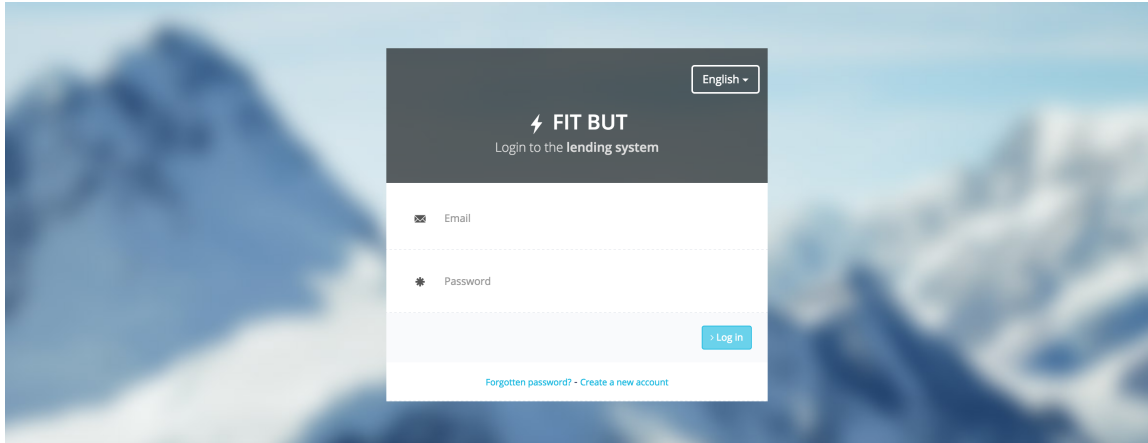 English
FIT BUT
Login to the lending system
Email
Password
› Log in
Forgotten password? - Create a new account